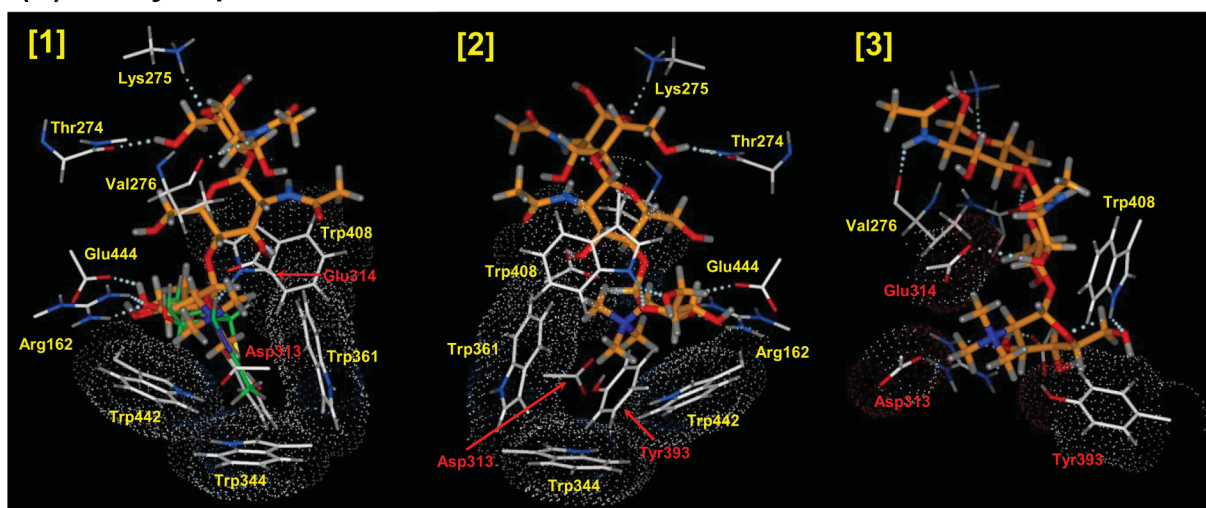 [1]
Lys275
Thr274
Val276
Trp408
Glu444
Glu314
Arg162
Asp313
Trp361
Trp442
Trp344
[2]
Lys275
Thr274
Trp408
Glu444
Trp361
Arg162
Trp442
Asp313
Tyr393
Trp344
[3]
Trp408
Val276
Glu314
Asp313
Tyr393